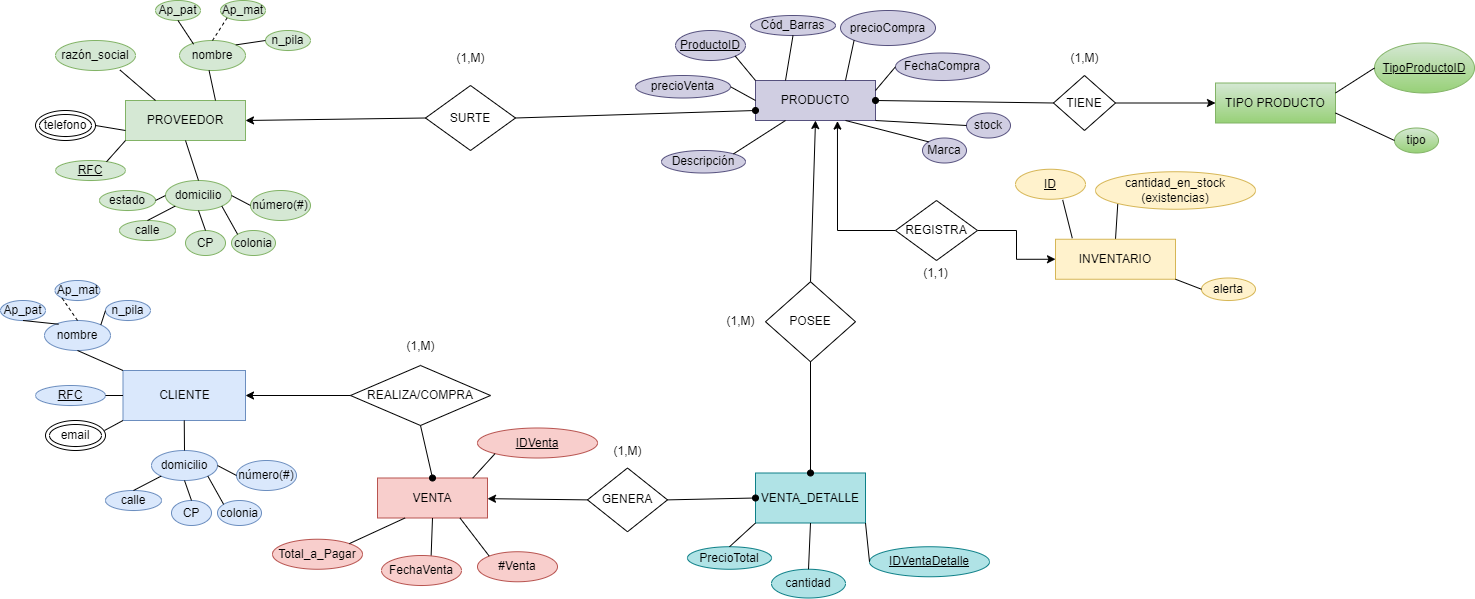 Ap_pat
Ap_mat
n_pila
nombre
razón_social
telefono
PROVEEDOR
RFC
domicilio
estado
calle
CP
colonia
número(#)
(1,M)
SURTE
ProductoID
Cód_Barras
precioCompra
FechaCompra
precioVenta
PRODUCTO
stock
Marca
Descripción
(1,M)
TIENE
TIPO PRODUCTO
TipoProductoID
tipo
ID
cantidad_en_stock
(existencias)
REGISTRA
(1,1)
INVENTARIO
alerta
Ap_mat
Ap_pat
n_pila
nombre
CLIENTE
RFC
email
domicilio
número(#)
calle
CP
colonia
(1,M)
REALIZA/COMPRA
(1,M)
POSEE
IDVenta
VENTA
Total_a_Pagar
FechaVenta
#Venta
(1,M)
GENERA
VENTA_DETALLE
PrecioTotal
cantidad
IDVentaDetalle